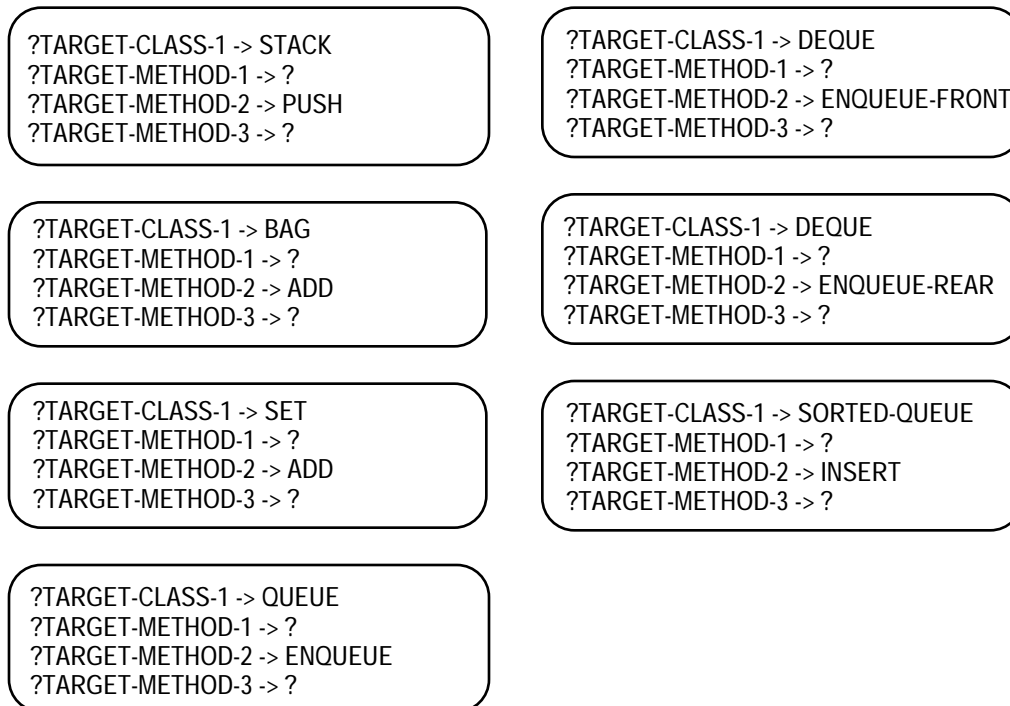 ?TARGET-CLASS-1 -> STACK
?TARGET-METHOD-1 -> ?
?TARGET-METHOD-2 -> PUSH
?TARGET-METHOD-3 -> ?
?TARGET-CLASS-1 -> BAG
?TARGET-METHOD-1 -> ?
?TARGET-METHOD-2 -> ADD
?TARGET-METHOD-3 -> ?
?TARGET-CLASS-1 -> SET
?TARGET-METHOD-1 -> ?
?TARGET-METHOD-2 -> ADD
?TARGET-METHOD-3 -> ?
?TARGET-CLASS-1 -> QUEUE
?TARGET-METHOD-1 -> ?
?TARGET-METHOD-2 -> ENQUEUE
?TARGET-METHOD-3 -> ?
?TARGET-CLASS-1 -> DEQUE
?TARGET-METHOD-1 -> ?
?TARGET-METHOD-2 -> ENQUEUE-FRONT
?TARGET-METHOD-3 -> ?
?TARGET-CLASS-1 -> DEQUE
?TARGET-METHOD-1 -> ?
?TARGET-METHOD-2 -> ENQUEUE-REAR
?TARGET-METHOD-3 -> ?
?TARGET-CLASS-1 -> SORTED-QUEUE
?TARGET-METHOD-1 -> ?
?TARGET-METHOD-2 -> INSERT
?TARGET-METHOD-3 -> ?